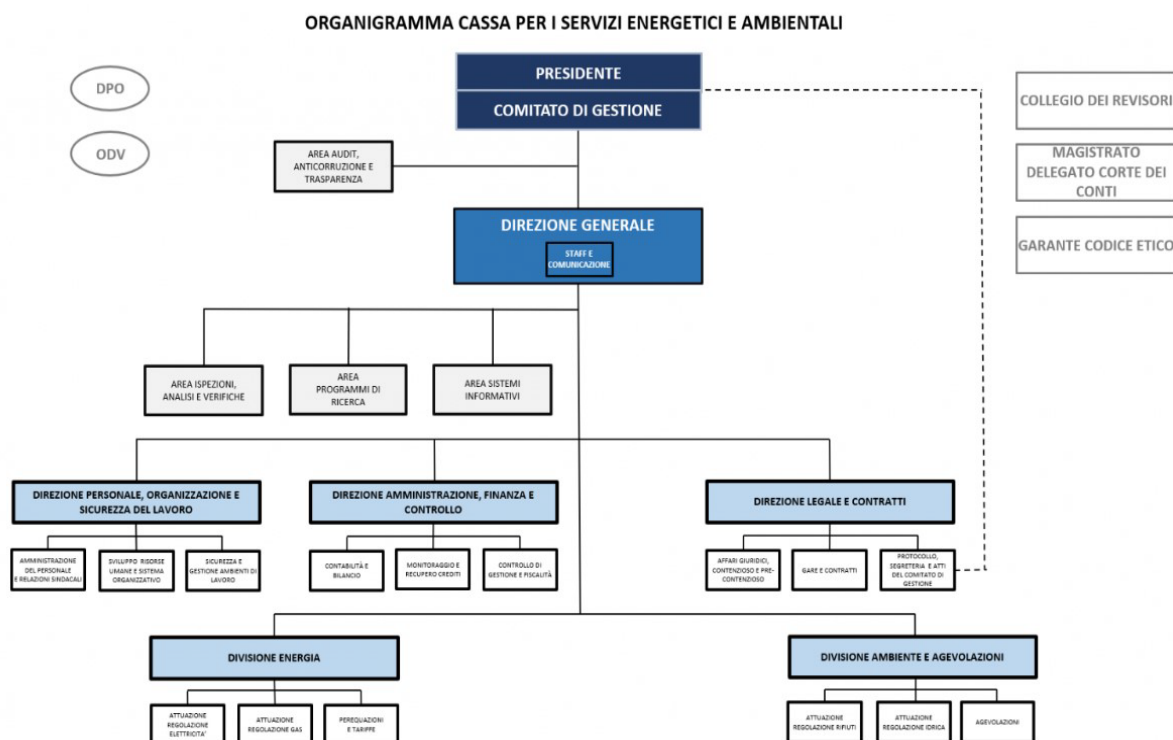 ORGANIGRAMMA CASSA PER I SERVIZI ENERGETICI E AMBIENTALI
DPO
ODV
PRESIDENTE
COMITATO DI GESTIONE
COLLEGIO DEI REVISORI
MAGISTRATO
DELEGATO CORTE DEI
CONTI
GARANTE CODICE ETICO
AREA AUDIT,
ANTICORRUZIONE E
TRASPARENZA
DIREZIONE GENERALE
STAFF E
COMUNICAZIONE
AREA ISPEZIONI,
ANALISI E VERIFICHE
AREA
PROGRAMMI DI
RICERCA
AREA SISTEMI
INFORMATIVI
DIREZIONE PERSONALE, ORGANIZZAZIONE E
SICUREZZA DEL LAVORO
AMMINISTRAZIONE
DEL PERSONALE
E RELAZIONI SINDACALI
SVILUPPO RISORSE
UMANE E SISTEMA
ORGANIZZATIVO
SICUREZZA E
GESTIONE AMBIENTI DI
LAVORO
DIREZIONE AMMINISTRAZIONE, FINANZA E
CONTROLLO
CONTABILITÀ E
BILANCIO
MONITORAGGIO E
RECUPERO CREDITI
CONTROLLO DI
GESTIONE E FISCALITÀ
DIREZIONE LEGALE E CONTRATTI
AFFARI GIURIDICI,
CONTENZIOSO E PRE-
CONTENZIOSO
GARE E CONTRATTI
PROTOCOLLO,
SEGRETERIA E ATTI
DEL COMITATO DI
GESTIONE
DIVISIONE ENERGIA
ATTUAZIONE
REGOLAZIONE
ELETTRICITA'
ATTUAZIONE
REGOLAZIONE GAS
PEREQUAZIONI
E TARIFFE
DIVISIONE AMBIENTE E AGEVOLAZIONI
ATTUAZIONE
REGOLAZIONE RIFIUTI
ATTUAZIONE
REGOLAZIONE IDRICA
AGEVOLAZIONI